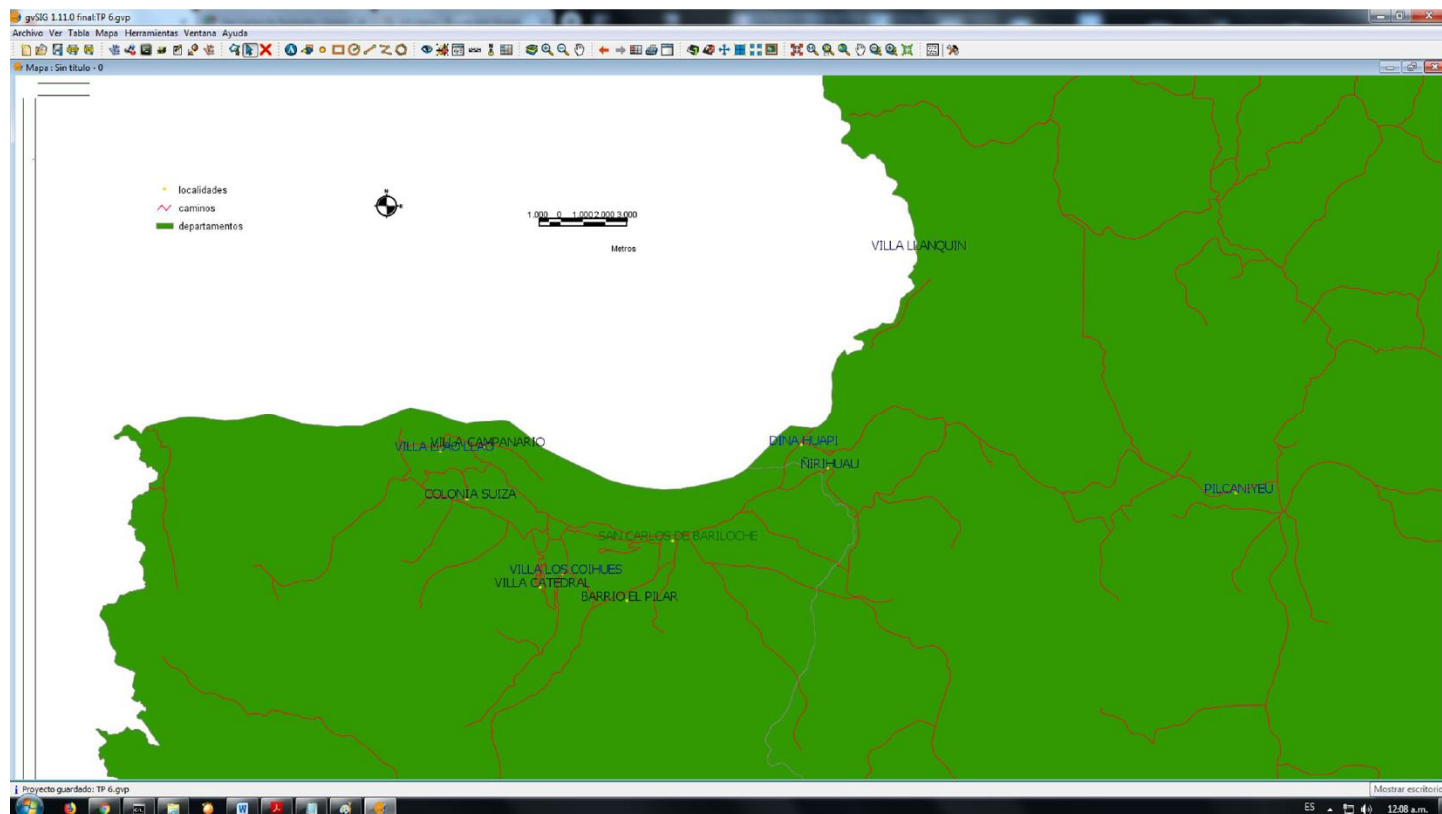 gvSIG 1.11.0 final:TP 6.gvp
Archivo Ver Tabla Mapa Herramientas Ventana Ayuda
Mapa : Sin título - 0
localidades
caminos
departamentos
N
1.000 0 1.000 2.000 3.000
Metros
VILLA LLANQUIN
VILLA CAMPANARIO
VILLA LLAO LLAO
DINA HUAPI
ÑIRIHUAU
COLONIA SUIZA
PILCANIYEU
SAN CARLOS DE BARILOCHE
VILLA LOS COIHUES
VILLA CATEDRAL
BARRIO EL PILAR
Proyecto guardado: TP 6.gvp
Mostrar escritorio
ES
12:08 a.m.